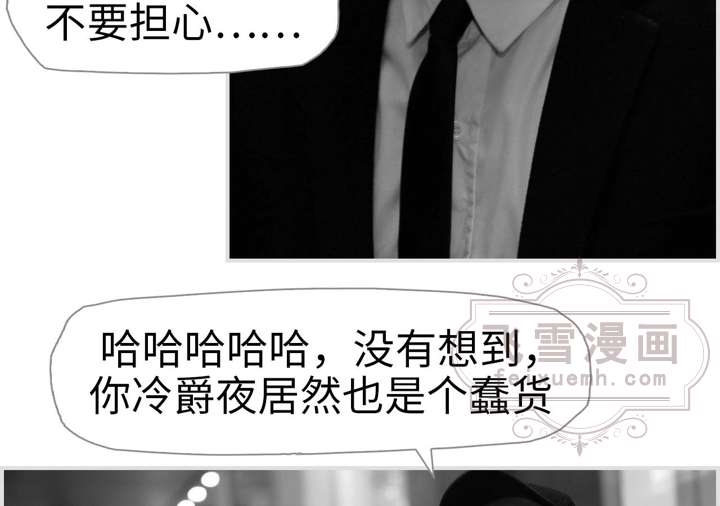 不要担心……
哈哈哈哈哈，没有想到，
你冷爵夜居然也是个蠢货
飞雪漫画
feixuemh.com